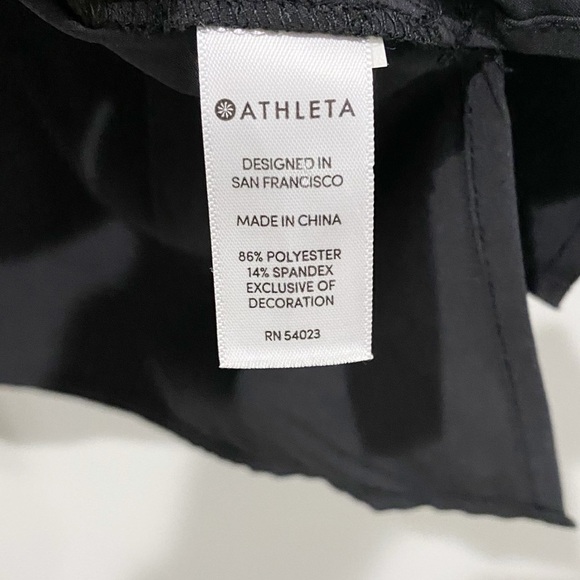 ATHLETA
DESIGNED IN
SAN FRANCISCO
MADE IN CHINA
86% POLYESTER
14% SPANDEX
EXCLUSIVE OF
DECORATION
RN 54023